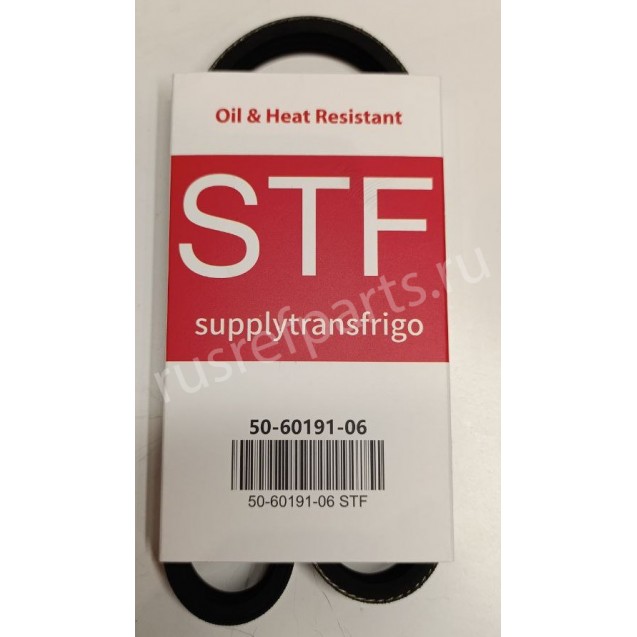 Oil & Heat Resistant
STF
supplytransfrigo
rusrefparts.ru
50-60191-06
50-60191-06 STF